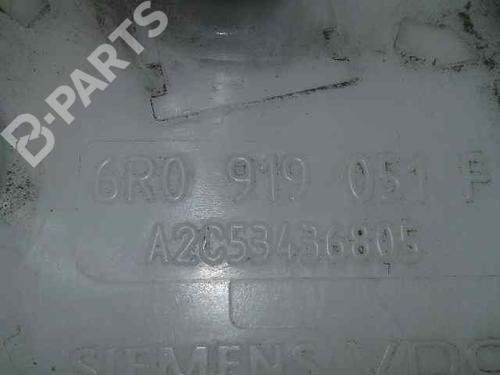 B-PARTS
6R0 919 051 F
A2C53436805
SIEMENS VDO